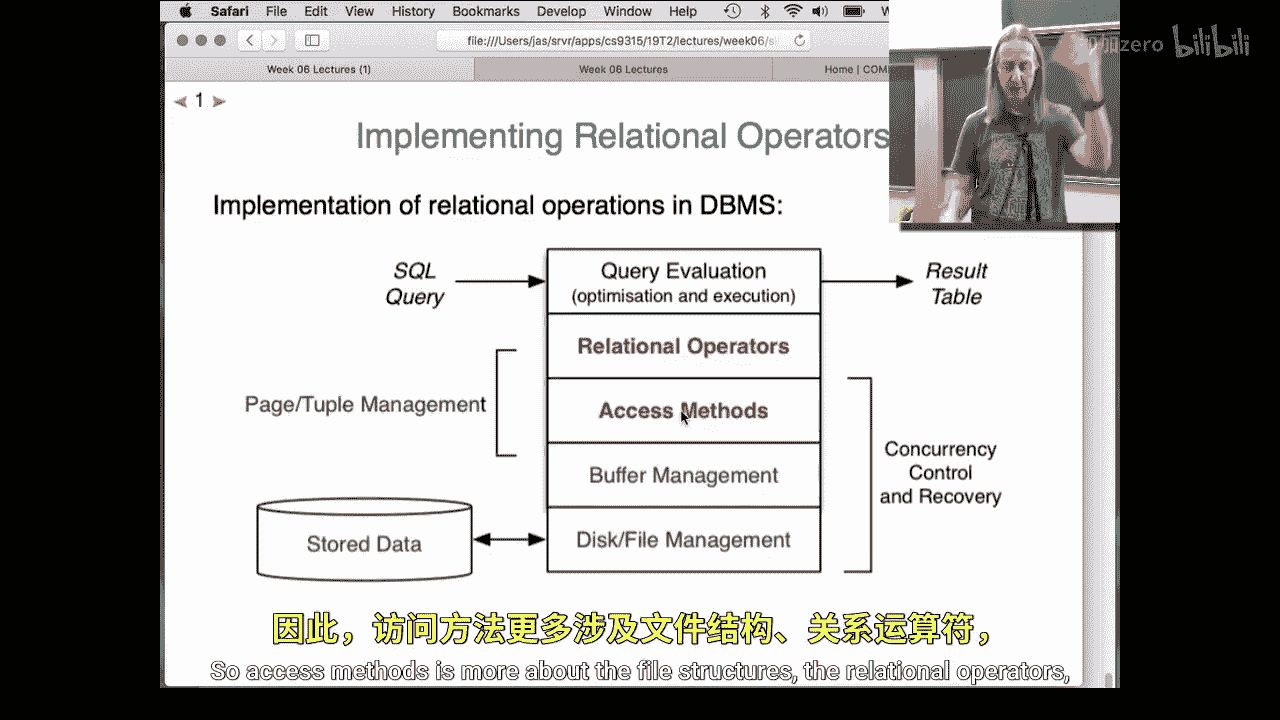 Safari File Edit View History Bookmarks Develop Window Help
file:///Users/jas/srvr/apps/cs9315/19T2/lectures/week06/
zero bilibili
Week 06 Lectures (1) Week 06 Lectures Home | COM
1
Implementing Relational Operators
Implementation of relational operations in DBMS:
SQL
Query
Query Evaluation
(optimisation and execution)
Result
Table
Relational Operators
Page/Tuple Management
Access Methods
Buffer Management
Concurrency
Control
and Recovery
Stored Data
Disk/File Management
因此，访问方法更多涉及文件结构、关系运算符，
So access methods is more about the file structures, the relational operators,